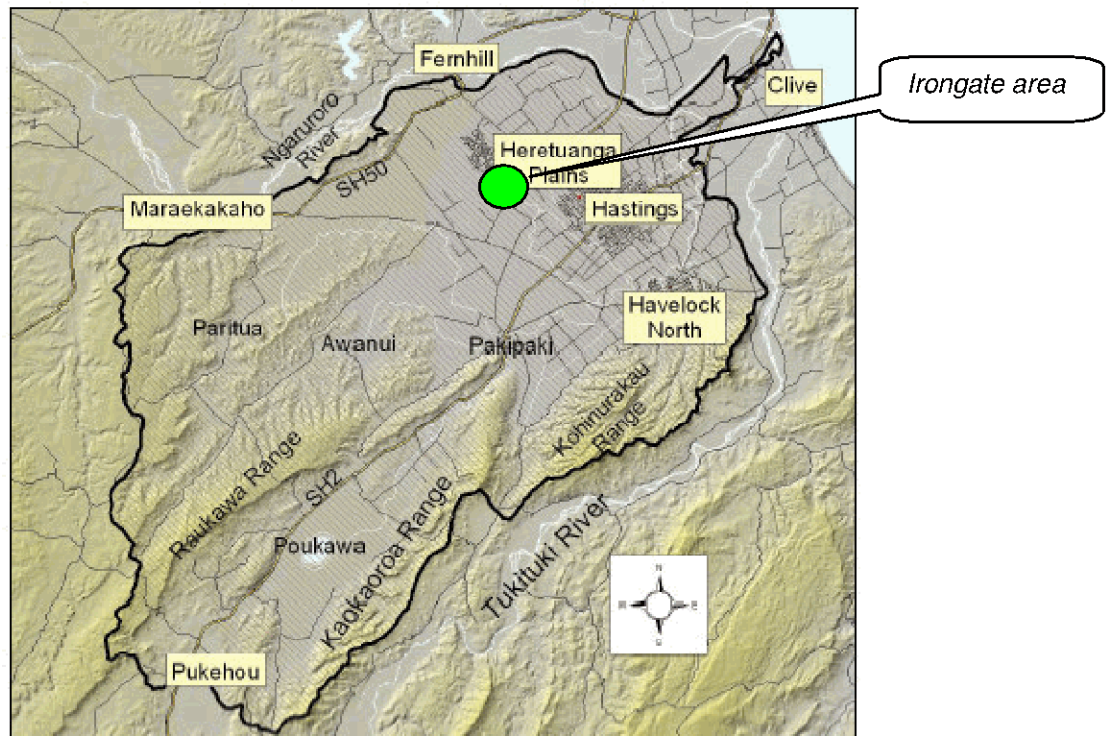 Fernhill
Clive
Irongate area
Ngaruroro
River
Heretuanga
Plains
SH50
Maraekakaho
Hastings
Havelock
North
Paritua
Awanui
Pakipaki
Kohinurakau
Range
Raukawa Range
SH2
Poukawa
Kaokaoroa Range
Tukituki River
N
E
S
Pukehou